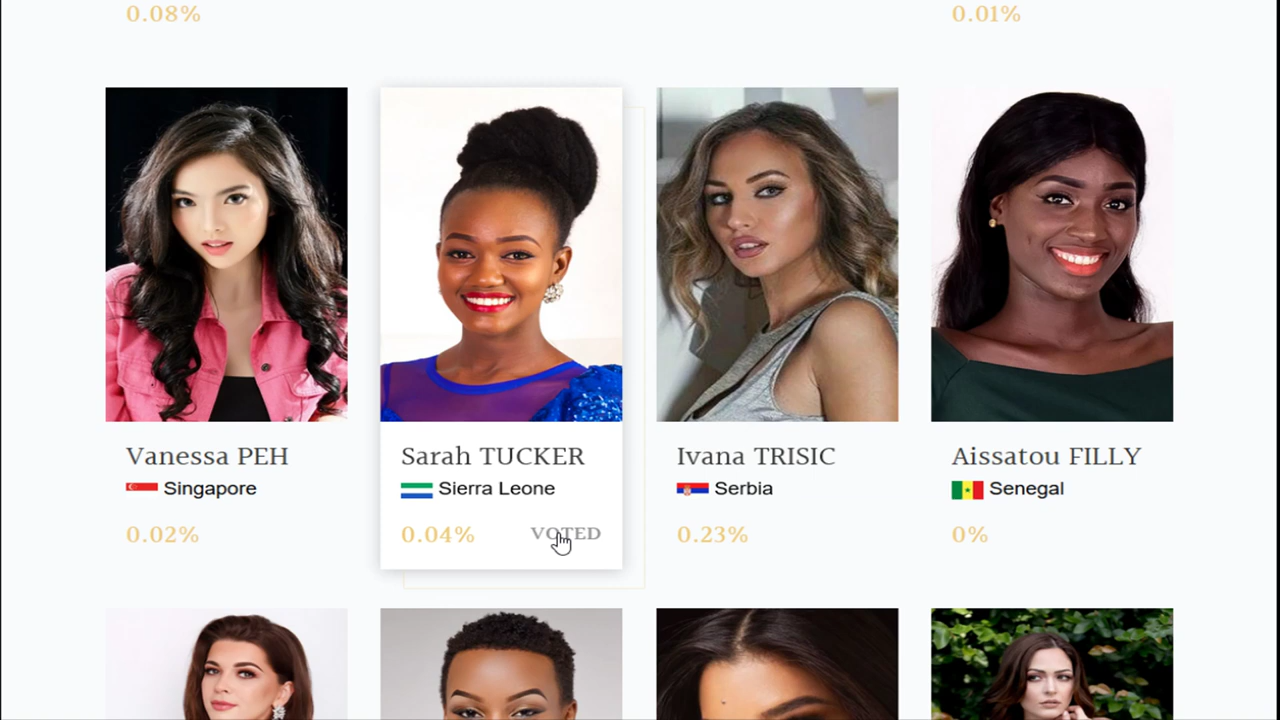 0.08%
0.01%
Vanessa PEH
Singapore
0.02%
Sarah TUCKER
Sierra Leone
0.04%
VOTED
Ivana TRISIC
Serbia
0.23%
Aissatou FILLY
Senegal
0%